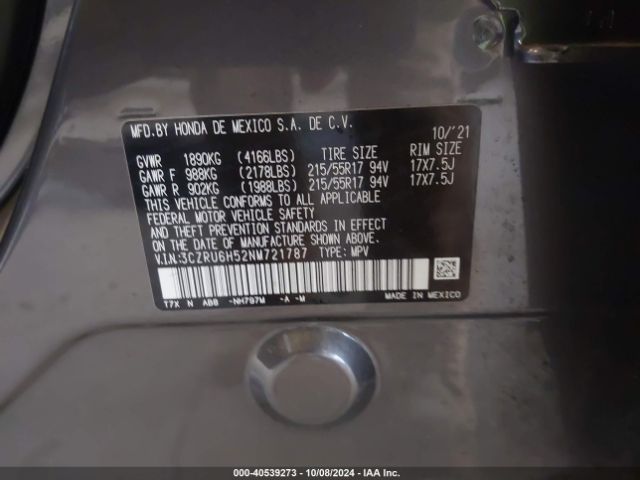 MFD.BY HONDA DE MEXICO S.A. DE C.V. 10/'21
TIRE SIZE RIM SIZE
GVWR 1890KG (4166LBS)
GAWR F 988KG (2178LBS) 215/55R17 94V 17X7.5J
GAWR R 902KG (1988LBS) 215/55R17 94V 17X7.5J
THIS VEHICLE CONFORMS TO ALL APPLICABLE
FEDERAL MOTOR VEHICLE SAFETY
AND THEFT PREVENTION STANDARDS IN EFFECT
ON THE DATE OF MANUFACTURE SHOWN ABOVE.
V.I.N:3CZRU6H52NM721787 TYPE: MPV
T7X N ABB -NH797M -A -M
MADE IN MEXICO
000-40539273 - 10/08/2024 - IAA Inc.